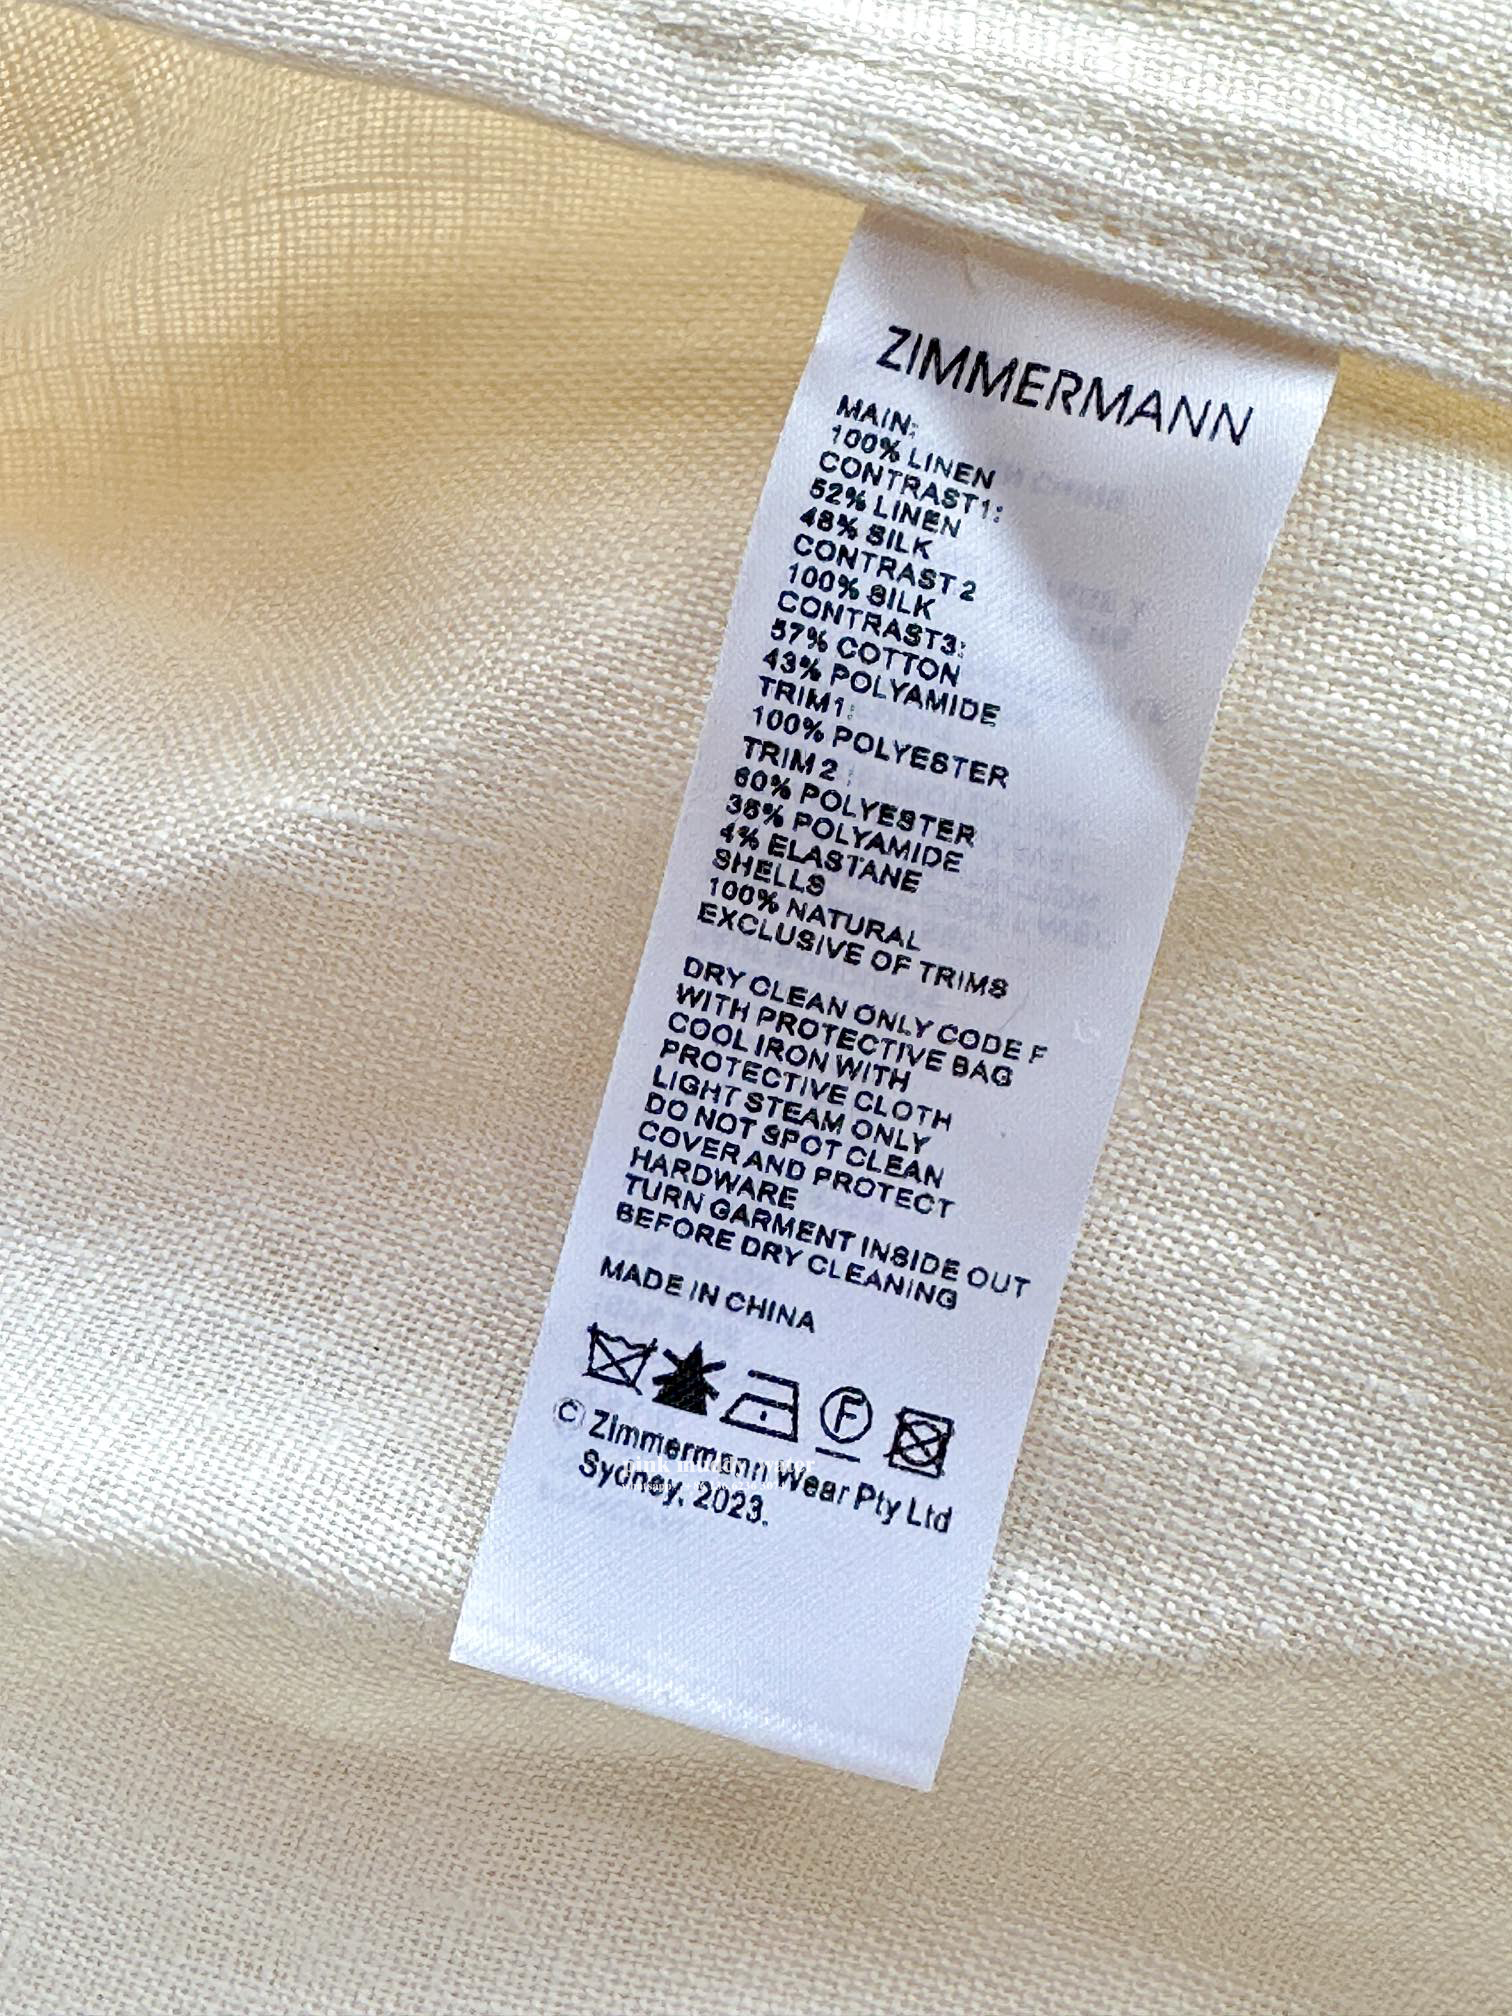 ZIMMERMANN
MAIN:
100% LINEN
CONTRAST1:
52% LINEN
48% SILK
CONTRAST 2
100% SILK
CONTRAST3:
57% COTTON
43% POLYAMIDE
TRIM1:
100% POLYESTER
TRIM 2 :
60% POLYESTER
36% POLYAMIDE
4% ELASTANE
SHELLS
100% NATURAL
EXCLUSIVE OF TRIMS
DRY CLEAN ONLY CODE F
WITH PROTECTIVE BAG
COOL IRON WITH
PROTECTIVE CLOTH
LIGHT STEAM ONLY
DO NOT SPOT CLEAN
COVER AND PROTECT
HARDWARE
TURN GARMENT INSIDE OUT
BEFORE DRY CLEANING
MADE IN CHINA
F
© Zimmermann Wear Pty Ltd
Sydney, 2023.
pink muddy water